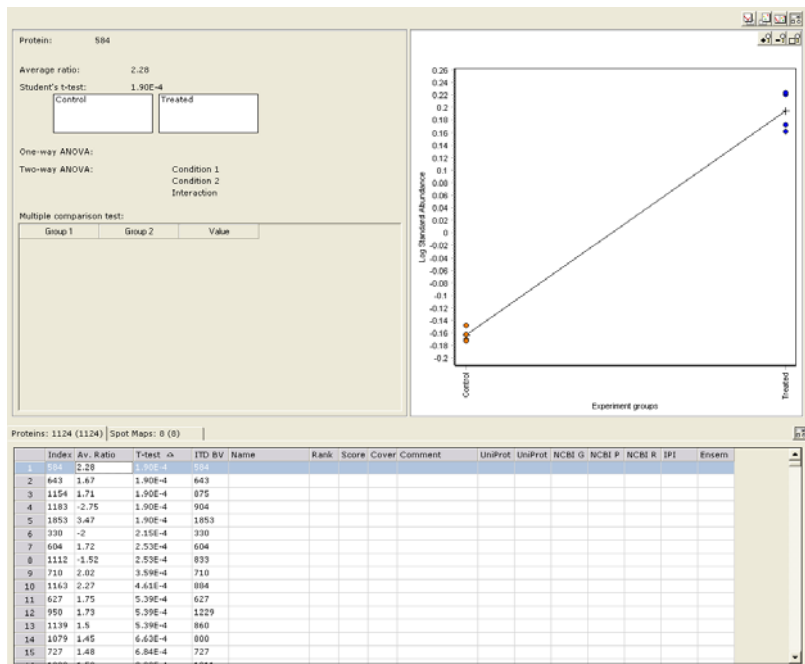 Protein: 584
Average ratio: 2.28
Student's t-test: 1.90E-4
Control Treated
One-way ANOVA:
Two-way ANOVA: Condition 1
Condition 2
Interaction
Multiple comparison test:
Group 1 Group 2 Value
0.26
0.24
0.22
0.2
0.18
0.16
0.14
0.12
0.1
0.08
0.06
0.04
0.02
0
-0.02
-0.04
-0.06
-0.08
-0.1
-0.12
-0.14
-0.16
-0.18
-0.2
Log Standard Abundance
Control
Treated
Experiment groups
Proteins: 1124 (1124) Spot Maps: 8 (8)
Index Av. Ratio T-test ITD BV Name Rank Score Cover Comment UniProt UniProt NCBI G NCBI P NCBI R IPI Ensem
1 584 2.28 1.90E-4 584
2 643 1.67 1.90E-4 643
3 1154 1.71 1.90E-4 875
4 1183 -2.75 1.90E-4 904
5 1853 3.47 1.90E-4 1853
6 330 -2 2.15E-4 330
7 604 1.72 2.53E-4 604
8 1112 -1.52 2.53E-4 833
9 710 2.02 3.59E-4 710
10 1163 2.27 4.61E-4 884
11 627 1.75 5.39E-4 627
12 950 1.73 5.39E-4 1229
13 1139 1.5 5.39E-4 860
14 1079 1.45 6.63E-4 800
15 727 1.48 6.84E-4 727